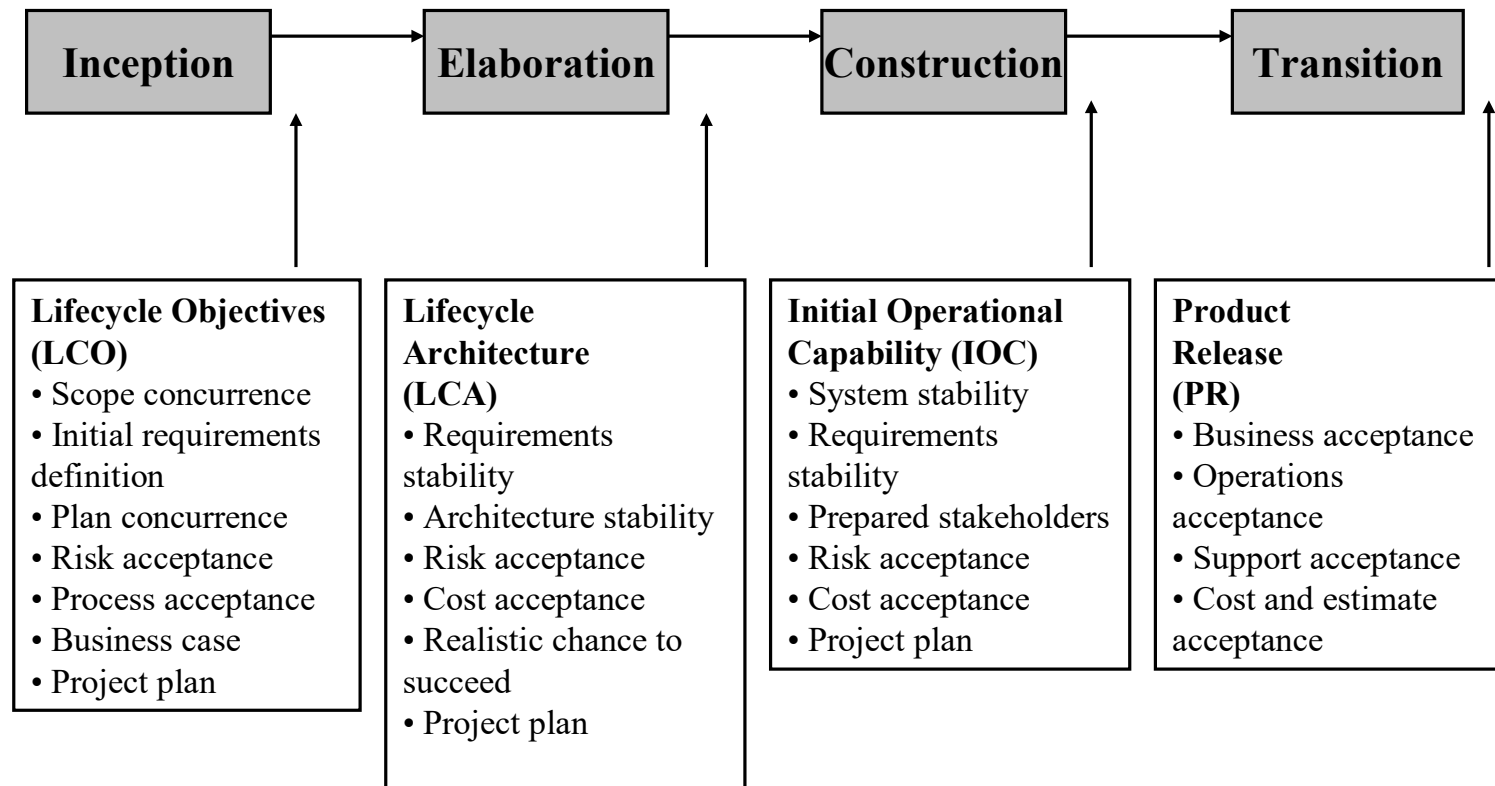 Inception
Elaboration
Construction
Transition
Lifecycle Objectives
(LCO)
• Scope concurrence
• Initial requirements
definition
• Plan concurrence
• Risk acceptance
• Process acceptance
• Business case
• Project plan
Lifecycle
Architecture
(LCA)
• Requirements
stability
• Architecture stability
• Risk acceptance
• Cost acceptance
• Realistic chance to
succeed
• Project plan
Initial Operational
Capability (IOC)
• System stability
• Requirements
stability
• Prepared stakeholders
• Risk acceptance
• Cost acceptance
• Project plan
Product
Release
(PR)
• Business acceptance
• Operations
acceptance
• Support acceptance
• Cost and estimate
acceptance